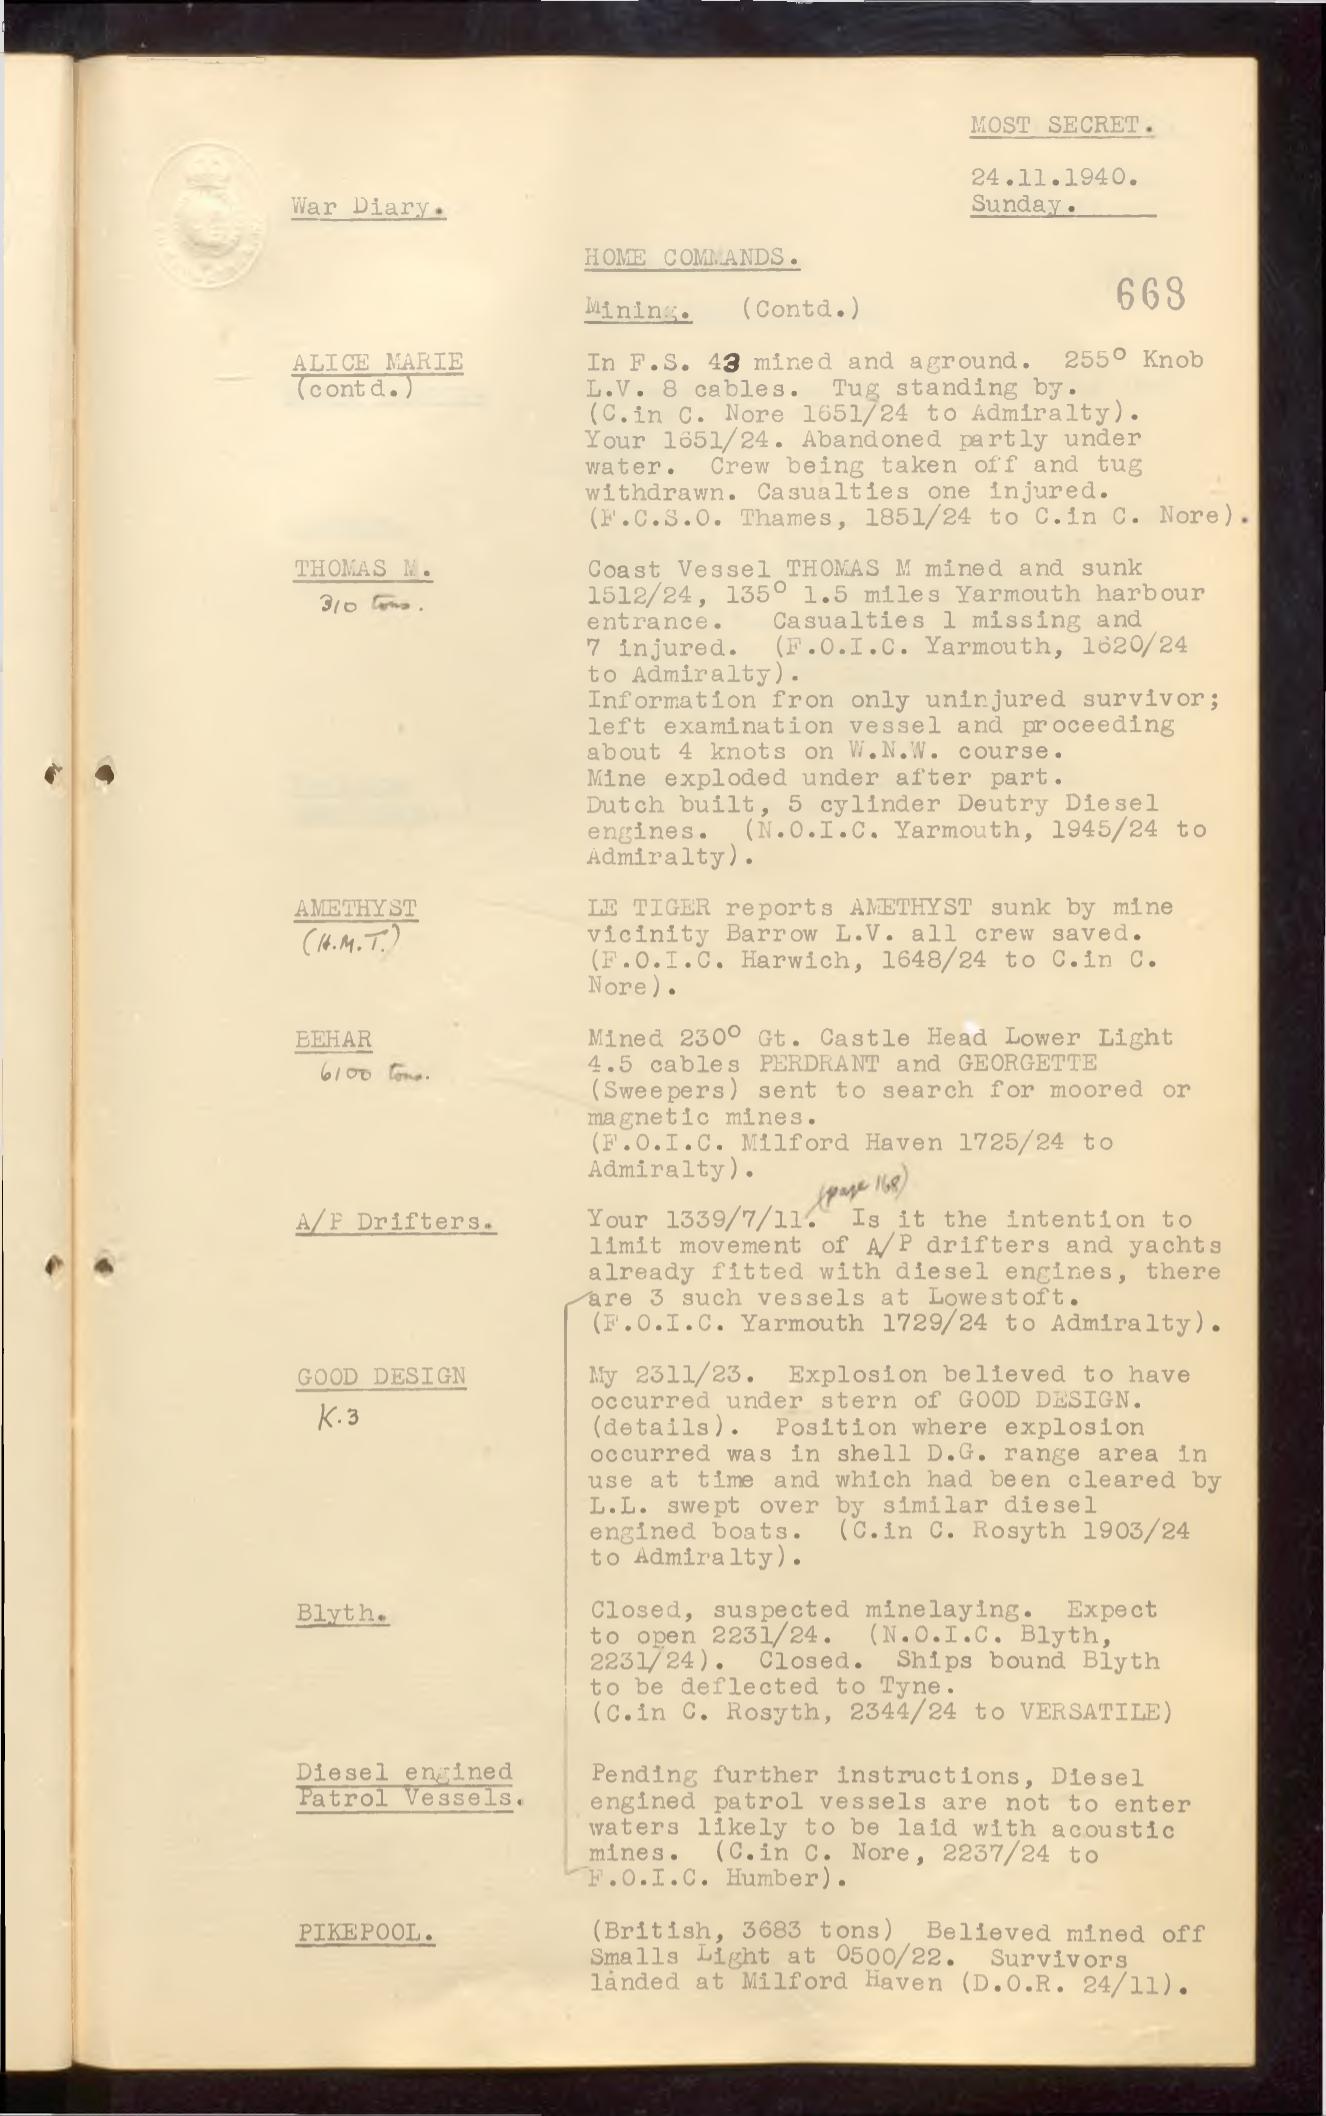 MOST SECRET.
24.11.1940.
Sunday.
War Diary.
HOME COMMANDS.
668
Mining. (Contd.)
ALICE MARIE
(contd.)
In F.S. 43 mined and aground. 255° Knob
L.V. 8 cables. Tug standing by.
(C.in C. Nore 1651/24 to Admiralty).
Your 1651/24. Abandoned partly under
water. Crew being taken off and tug
withdrawn. Casualties one injured.
(F.C.S.O. Thames, 1851/24 to C.in C. Nore).
THOMAS M.
310 tons.
Coast Vessel THOMAS M mined and sunk
1512/24, 135° 1.5 miles Yarmouth harbour
entrance. Casualties 1 missing and
7 injured. (F.O.I.C. Yarmouth, 1620/24
to Admiralty).
Information fron only uninjured survivor;
left examination vessel and proceeding
about 4 knots on W.N.W. course.
Mine exploded under after part.
Dutch built, 5 cylinder Deutry Diesel
engines. (N.O.I.C. Yarmouth, 1945/24 to
Admiralty).
AMETHYST
(H.M.T.)
LE TIGER reports AMETHYST sunk by mine
vicinity Barrow L.V. all crew saved.
(F.O.I.C. Harwich, 1648/24 to C.in C.
Nore).
BEHAR
6100 tons.
Mined 230° Gt. Castle Head Lower Light
4.5 cables PERDRANT and GEORGETTE
(Sweepers) sent to search for moored or
magnetic mines.
(F.O.I.C. Milford Haven 1725/24 to
Admiralty).
(page 168)
A/P Drifters.
Your 1339/7/11. Is it the intention to
limit movement of A/P drifters and yachts
already fitted with diesel engines, there
are 3 such vessels at Lowestoft.
(F.O.I.C. Yarmouth 1729/24 to Admiralty).
GOOD DESIGN
K.3
My 2311/23. Explosion believed to have
occurred under stern of GOOD DESIGN.
(details). Position where explosion
occurred was in shell D.G. range area in
use at time and which had been cleared by
L.L. swept over by similar diesel
engined boats. (C.in C. Rosyth 1903/24
to Admiralty).
Blyth.
Closed, suspected minelaying. Expect
to open 2231/24. (N.O.I.C. Blyth,
2231/24). Closed. Ships bound Blyth
to be deflected to Tyne.
(C.in C. Rosyth, 2344/24 to VERSATILE)
Diesel engined
Patrol Vessels.
Pending further instructions, Diesel
engined patrol vessels are not to enter
waters likely to be laid with acoustic
mines. (C.in C. Nore, 2237/24 to
F.O.I.C. Humber).
PIKEPOOL.
(British, 3683 tons) Believed mined off
Smalls Light at 0500/22. Survivors
landed at Milford Haven (D.O.R. 24/11).